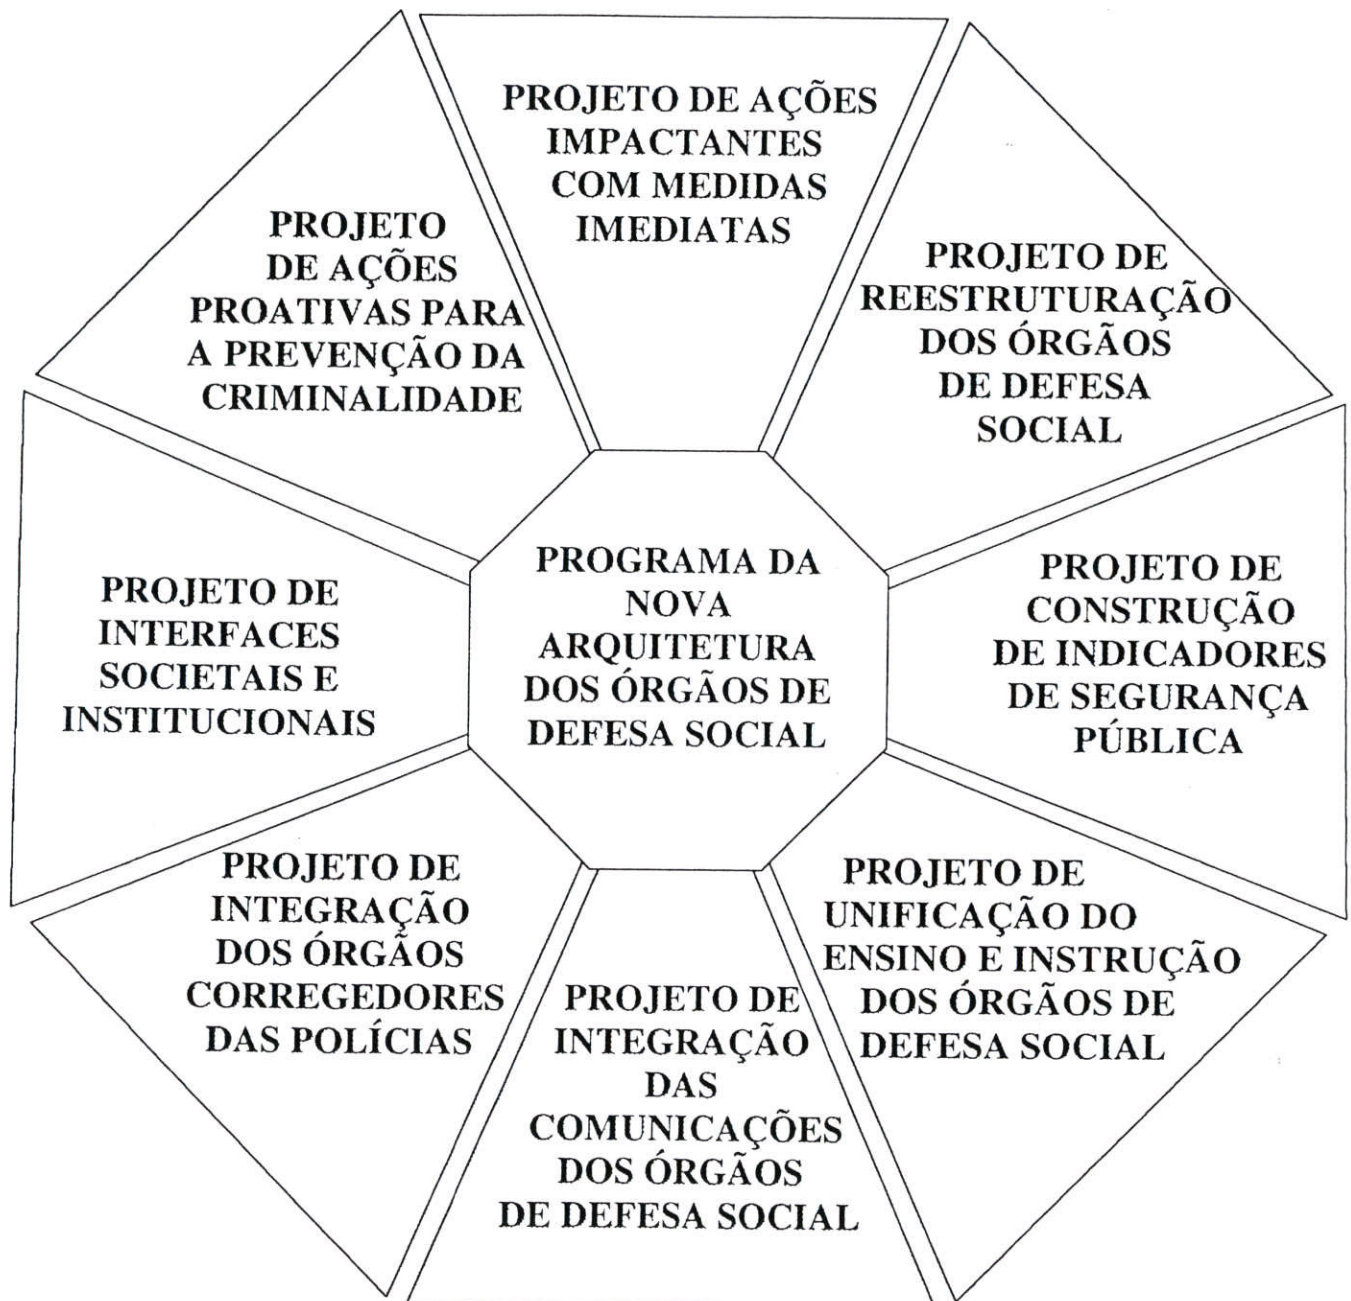 PROJETO DE AÇÕES
IMPACTANTES
COM MEDIDAS
IMEDIATAS
PROJETO
DE AÇÕES
PROATIVAS PARA
A PREVENÇÃO DA
CRIMINALIDADE
PROJETO DE
REESTRUTURAÇÃO
DOS ÓRGÃOS
DE DEFESA
SOCIAL
PROJETO DE
INTERFACES
SOCIETAIS E
INSTITUCIONAIS
PROGRAMA DA
NOVA
ARQUITETURA
DOS ÓRGÃOS DE
DEFESA SOCIAL
PROJETO DE
CONSTRUÇÃO
DE INDICADORES
DE SEGURANÇA
PÚBLICA
PROJETO DE
INTEGRAÇÃO
DOS ÓRGÃOS
CORREGEDORES
DAS POLÍCIAS
PROJETO DE
INTEGRAÇÃO
DAS
COMUNICAÇÕES
DOS ÓRGÃOS
DE DEFESA SOCIAL
PROJETO DE
UNIFICAÇÃO DO
ENSINO E INSTRUÇÃO
DOS ÓRGÃOS DE
DEFESA SOCIAL